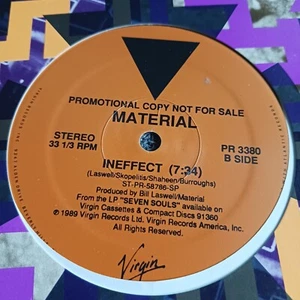 PROMOTIONAL COPY NOT FOR SALE
MATERIAL
STEREO
33 1/3 RPM
PR 3380
B SIDE
INEFFECT (7:34)
(Laswell/Skopelitis/Shaheen/Burroughs)
ST-PR-58786-SP
Produced by Bill Laswell/Material
From the LP "SEVEN SOULS" available on
Virgin Cassettes & Compact Discs 91360
© 1989 Virgin Records Ltd, Virgin Records America, Inc.
All Rights Reserved.
Virgin